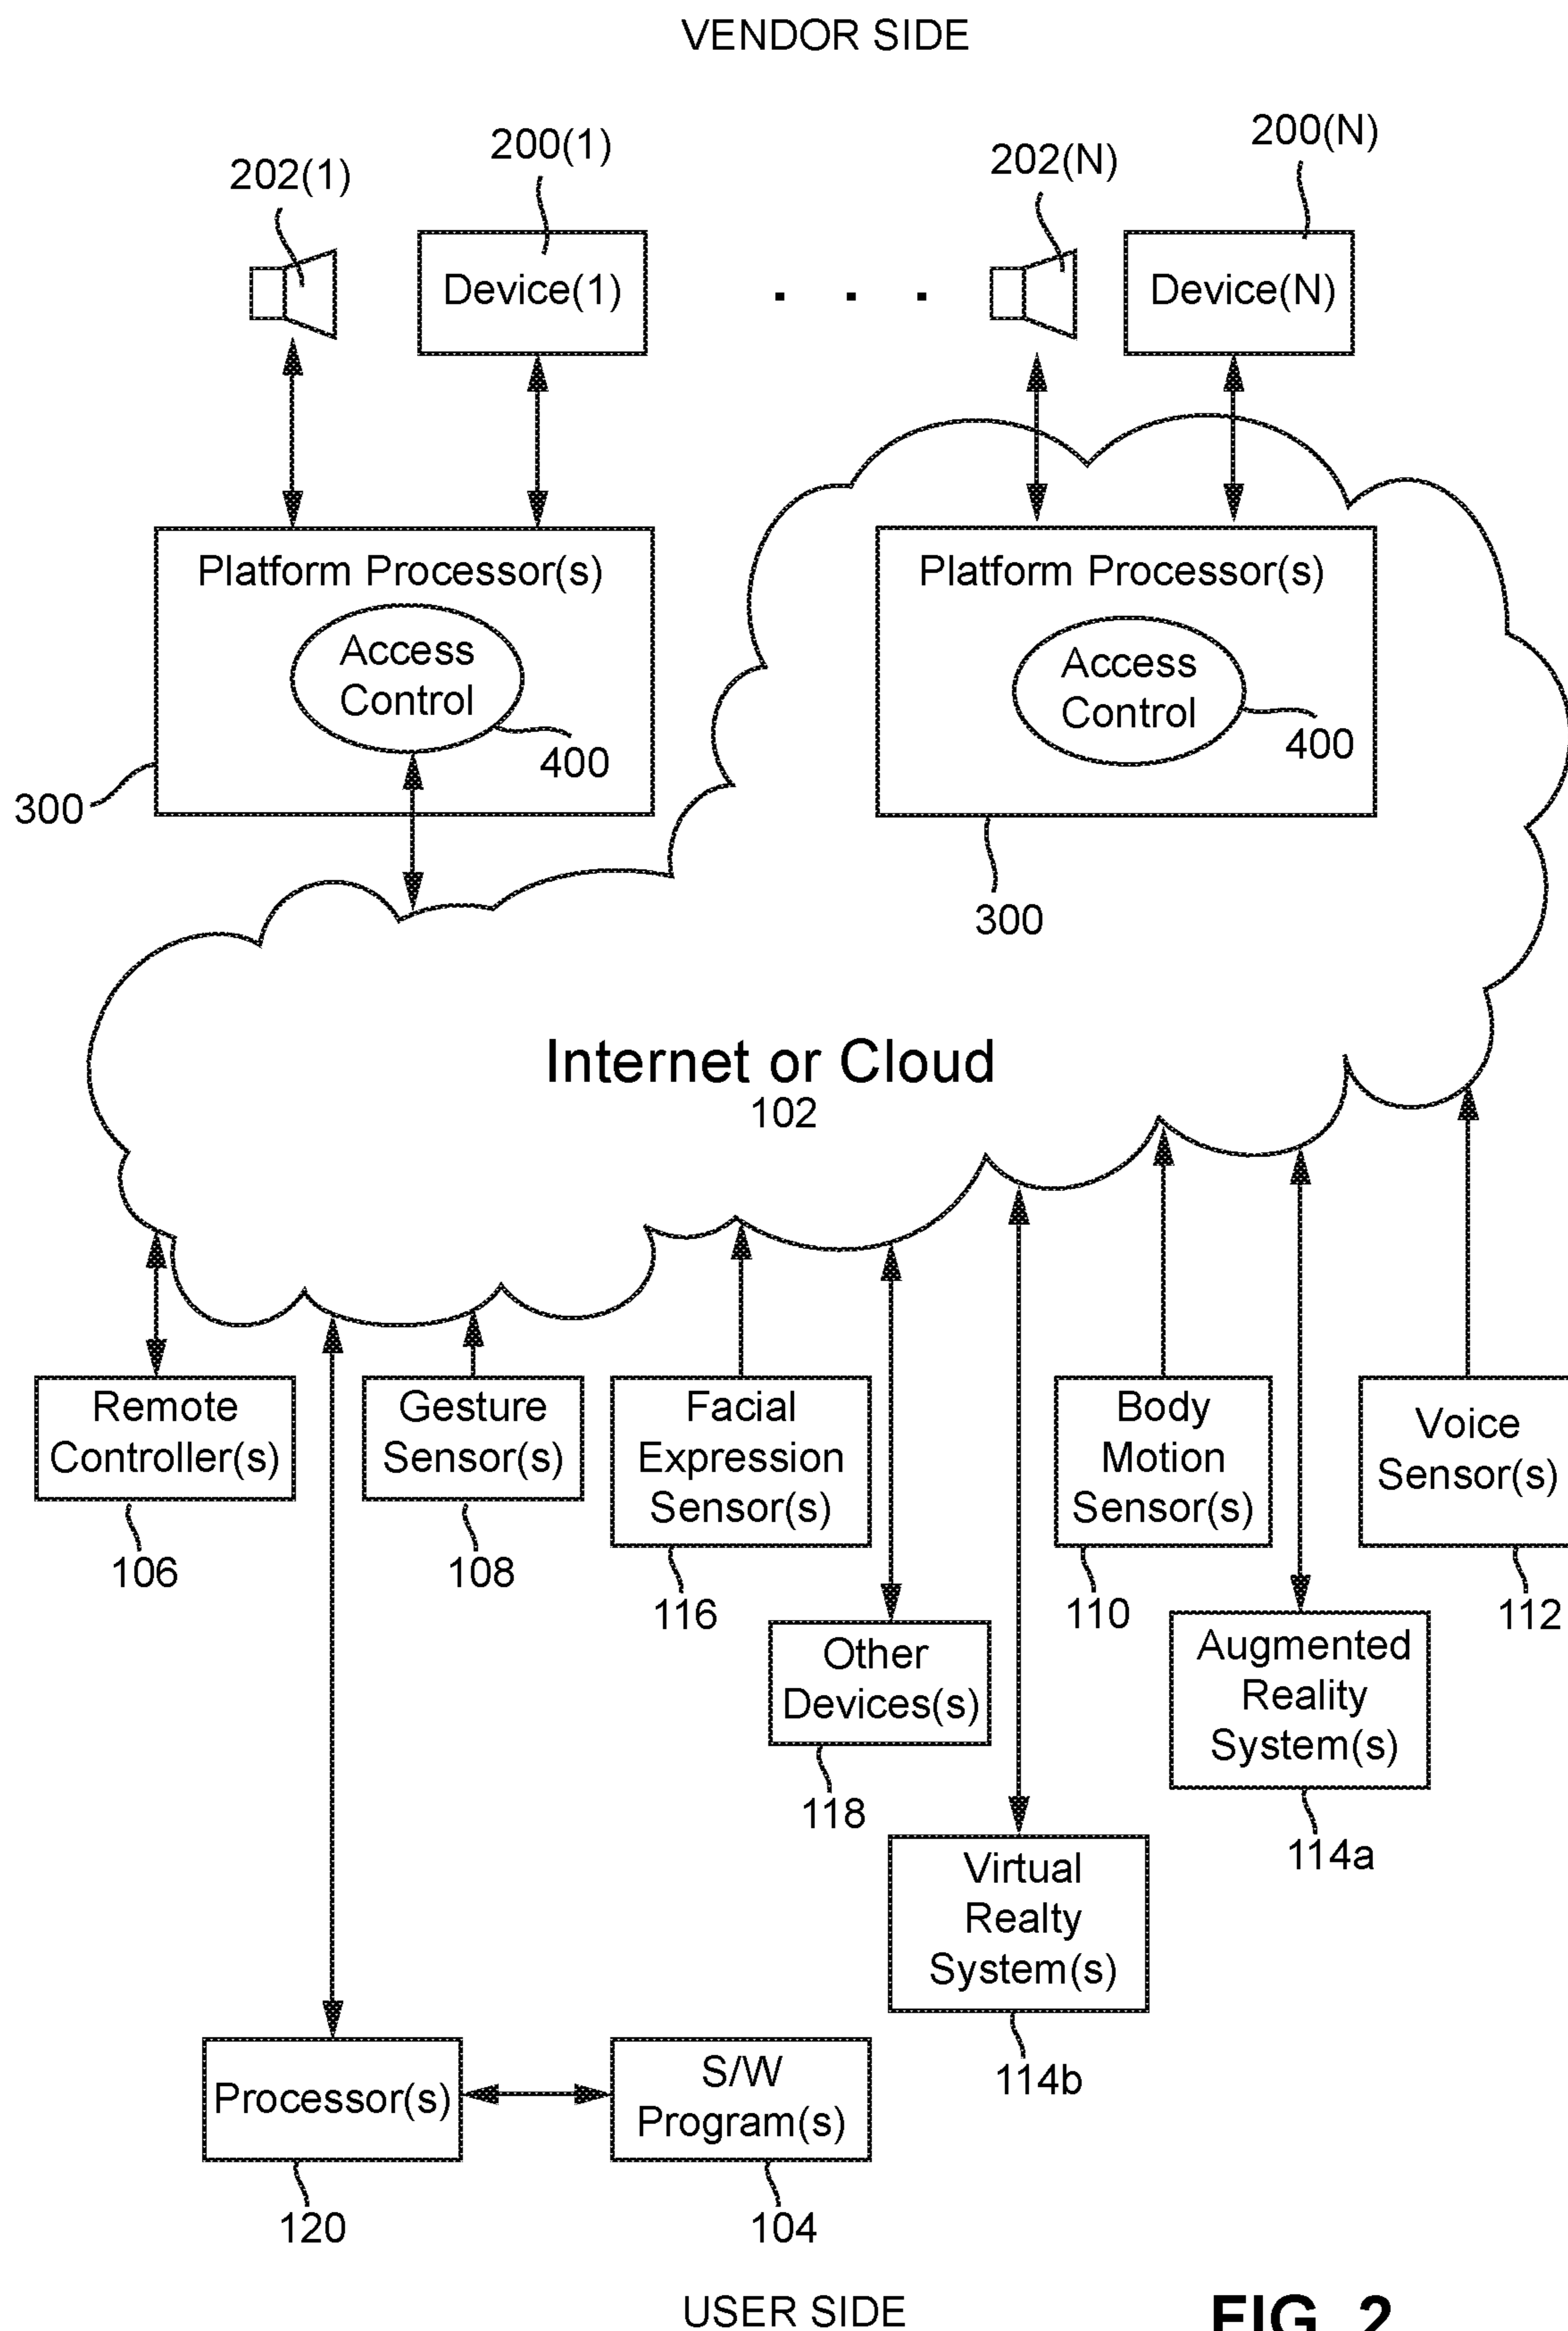 VENDOR SIDE
202(1)
200(1)
202(N)
200(N)
Device(1)
. . .
Device(N)
Platform Processor(s)
Access
Control
400
300
Platform Processor(s)
Access
Control
400
300
Internet or Cloud
102
Remote
Controller(s)
106
Gesture
Sensor(s)
108
Facial
Expression
Sensor(s)
116
Body
Motion
Sensor(s)
110
Voice
Sensor(s)
112
Other
Devices(s)
118
Augmented
Reality
System(s)
114a
Virtual
Realty
System(s)
114b
Processor(s)
120
S/W
Program(s)
104
USER SIDE
FIG. 2